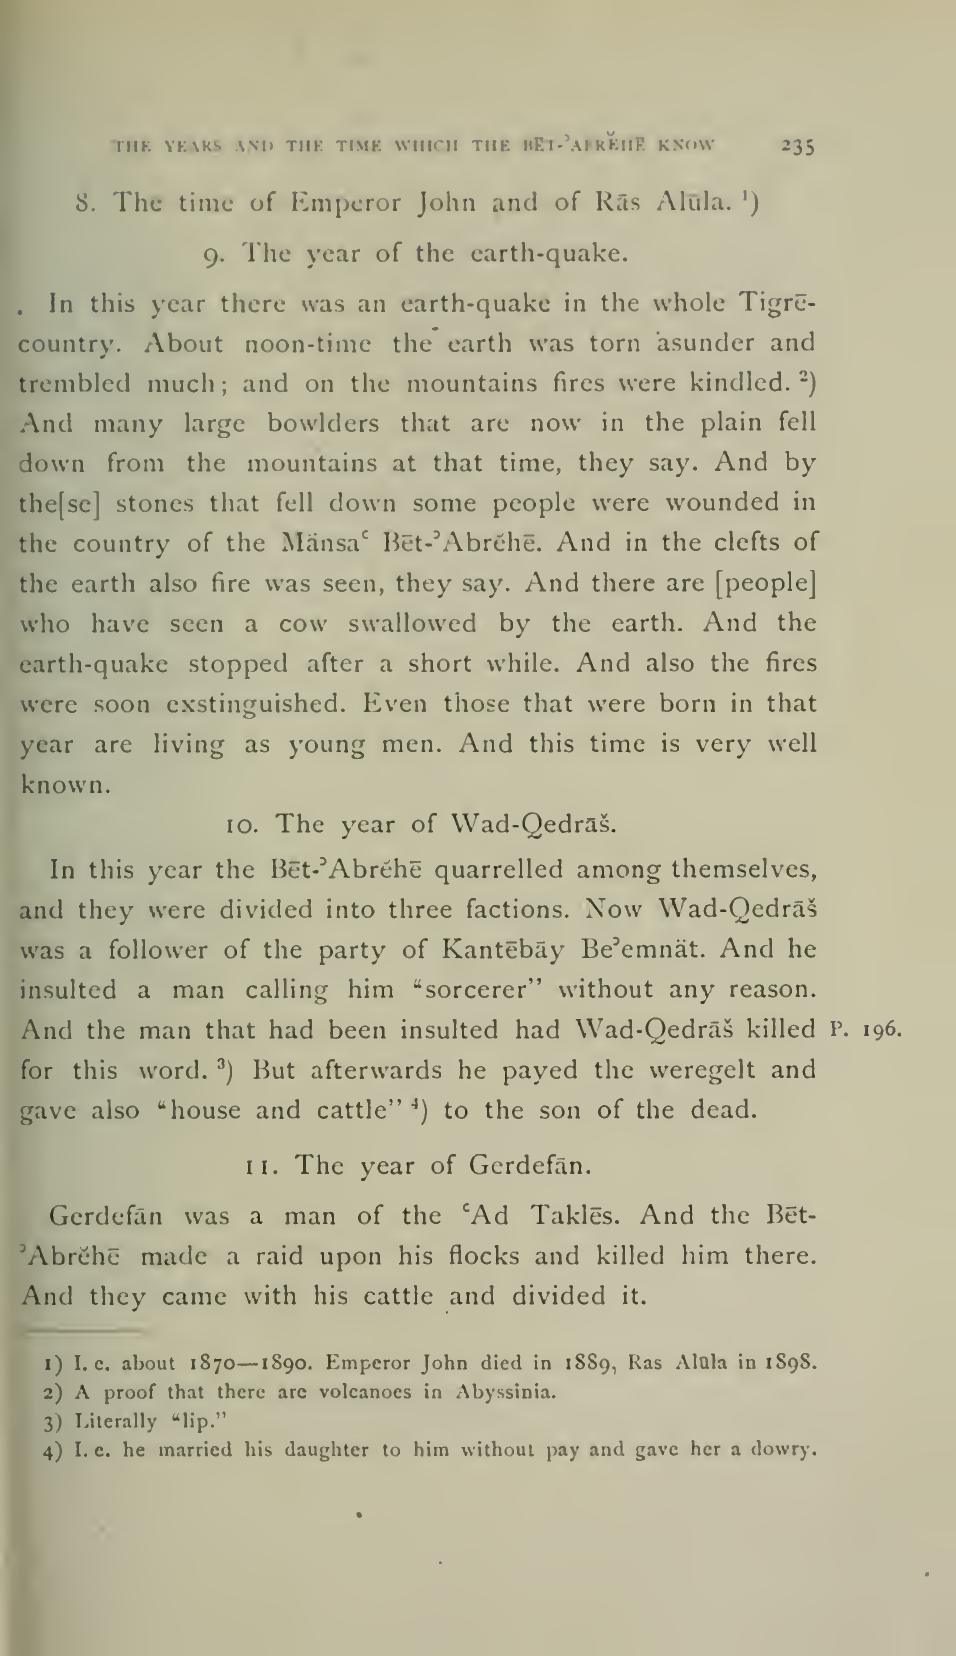 THE YEARS AND THE TIME WHICH THE BĒT-ʾABRĔHĒ KNOW 235
8. The time of Emperor John and of Rās Alūla. ¹)
9. The year of the earth-quake.
In this year there was an earth-quake in the whole Tigrē-
country. About noon-time the earth was torn asunder and
trembled much; and on the mountains fires were kindled. ²)
And many large bowlders that are now in the plain fell
down from the mountains at that time, they say. And by
the[se] stones that fell down some people were wounded in
the country of the Mänsaʿ Bēt-ʾAbrĕhē. And in the clefts of
the earth also fire was seen, they say. And there are [people]
who have seen a cow swallowed by the earth. And the
earth-quake stopped after a short while. And also the fires
were soon exstinguished. Even those that were born in that
year are living as young men. And this time is very well
known.
10. The year of Wad-Qedrāš.
In this year the Bēt-ʾAbrĕhē quarrelled among themselves,
and they were divided into three factions. Now Wad-Qedrāš
was a follower of the party of Kantēbāy Beʾemnät. And he
insulted a man calling him “sorcerer” without any reason.
And the man that had been insulted had Wad-Qedrāš killed P. 196.
for this word. ³) But afterwards he payed the weregelt and
gave also “house and cattle” ⁴) to the son of the dead.
11. The year of Gerdefān.
Gerdefān was a man of the ʿAd Taklēs. And the Bēt-
ʾAbrĕhē made a raid upon his flocks and killed him there.
And they came with his cattle and divided it.
1) I. e. about 1870—1890. Emperor John died in 1889, Ras Alūla in 1898.
2) A proof that there are volcanoes in Abyssinia.
3) Literally “lip.”
4) I. e. he married his daughter to him without pay and gave her a dowry.